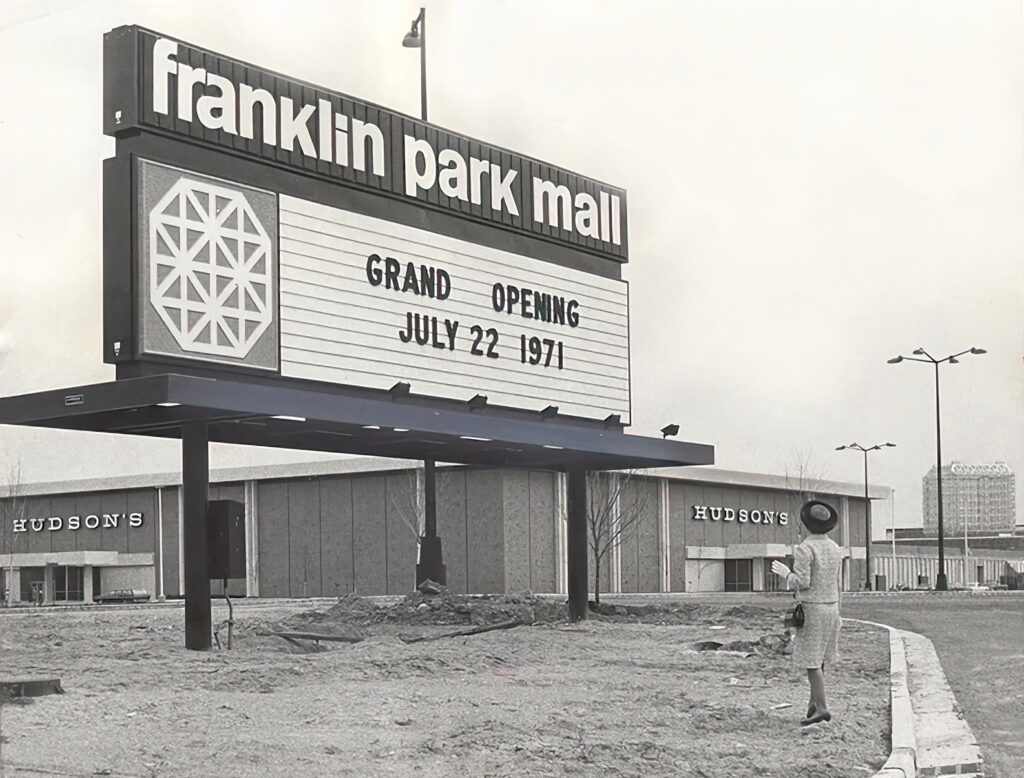 franklin park mall
GRAND OPENING
JULY 22 1971
HUDSON'S
HUDSON'S